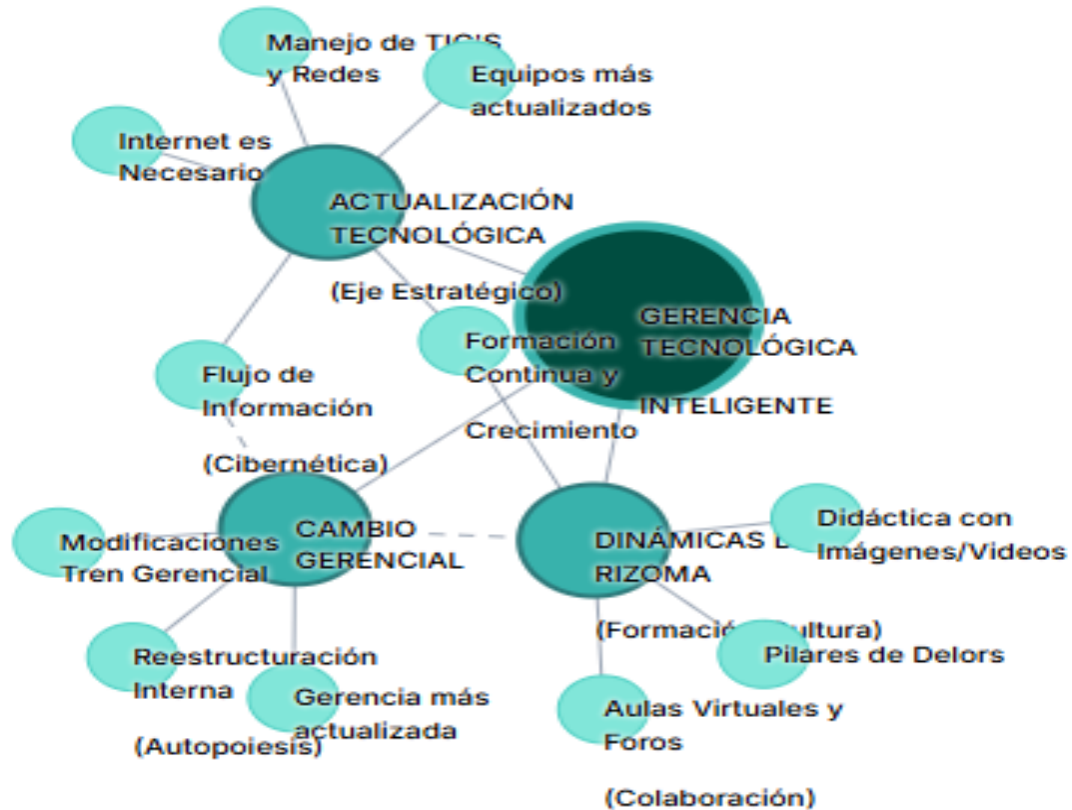 Manejo de TIC'S
y Redes
Equipos más
actualizados
Internet es
Necesario
ACTUALIZACIÓN
TECNOLÓGICA
(Eje Estratégico)
GERENCIA
TECNOLÓGICA
INTELIGENTE
Formación
Continua y
Crecimiento
Flujo de
Información
(Cibernética)
CAMBIO
GERENCIAL
Modificaciones
Tren Gerencial
DINÁMICAS
RIZOMA
(Formación
Didáctica con
Imágenes/Videos
Pilares de Delors
Reestructuración
Interna
(Autopoiesis)
Gerencia más
actualizada
Aulas Virtuales y
Foros
(Colaboración)